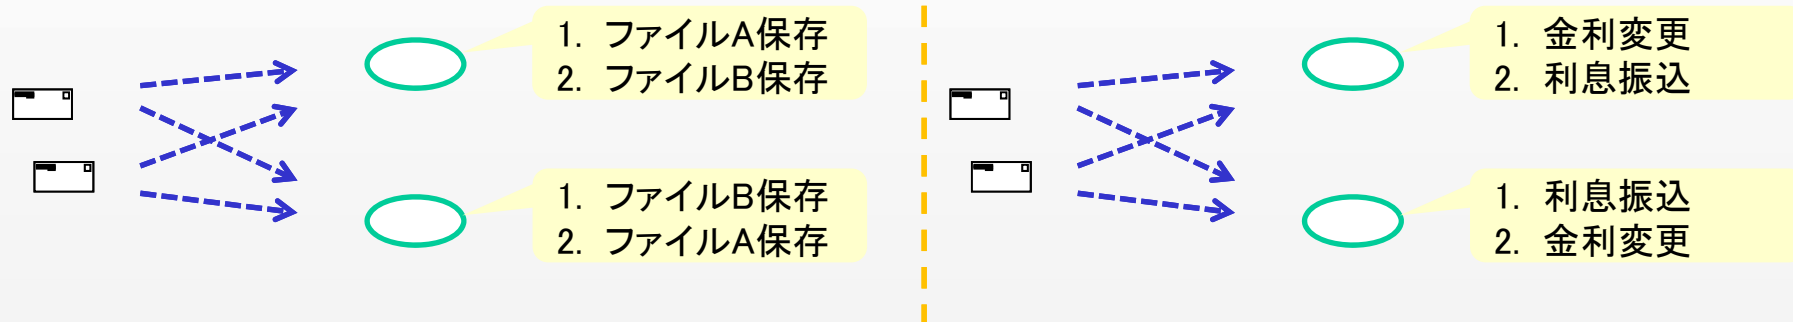 1. ファイルA保存
2. ファイルB保存
1. ファイルB保存
2. ファイルA保存
1. 金利変更
2. 利息振込
1. 利息振込
2. 金利変更